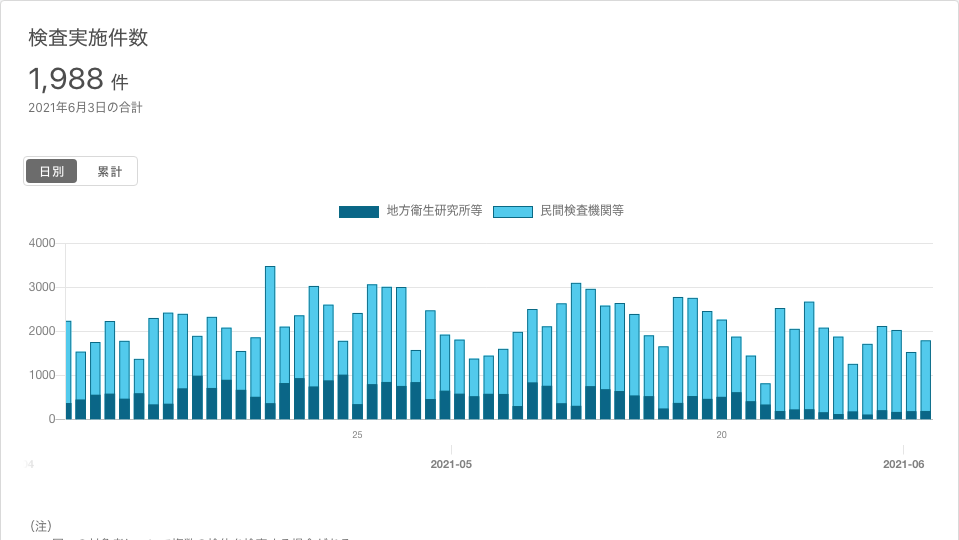 検査実施件数
1,988 件
2021年6月3日の合計
日別 累計
地方衛生研究所等 民間検査機関等
4000
3000
2000
1000
0
25 20
2021-05 2021-06
（注）